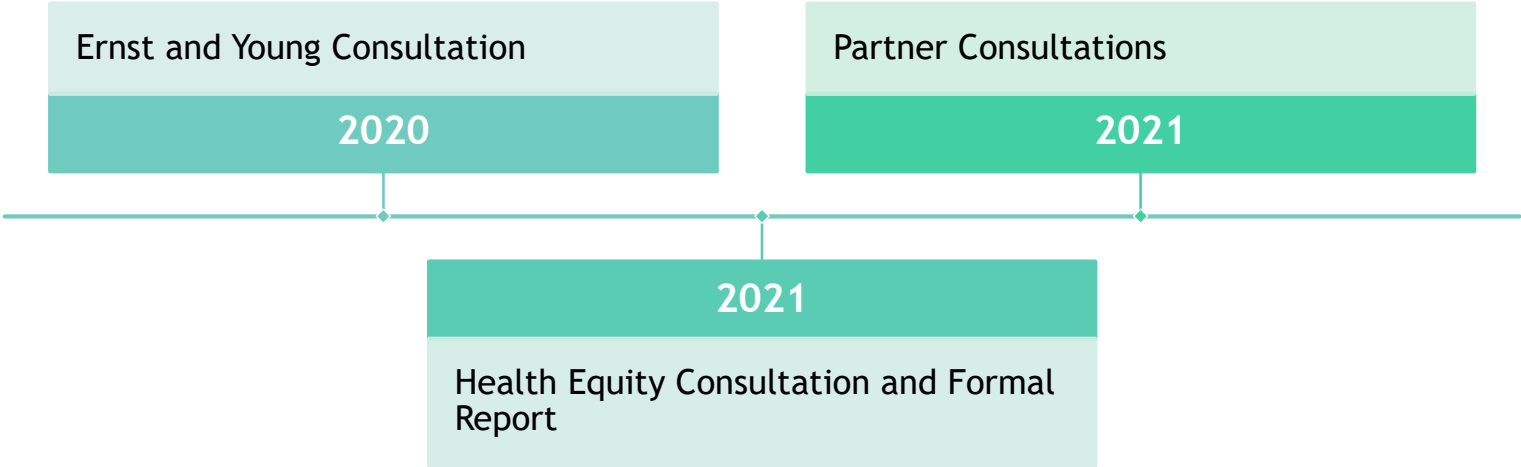 Ernst and Young Consultation
2020
2021
Health Equity Consultation and Formal
Report
Partner Consultations
2021